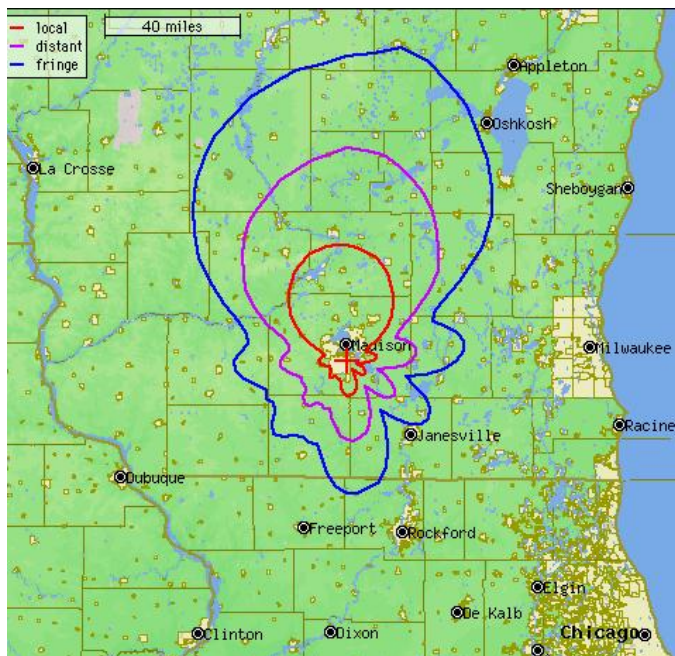 local
distant
fringe
40 miles
Appleton
Oshkosh
La Crosse
Sheboygan
Madison
Milwaukee
Racine
Janesville
Dubuque
Freeport
Rockford
Elgin
De Kalb
Clinton
Dixon
Chicago